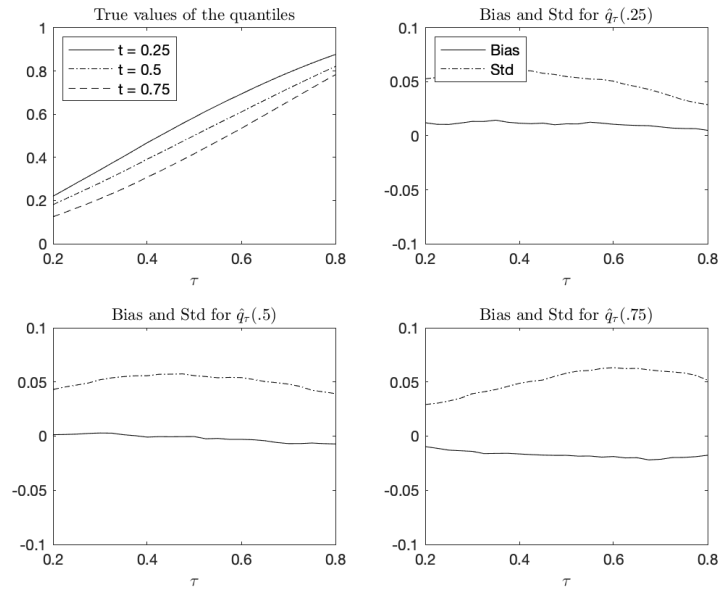 True values of the quantiles
1
0.8
0.6
0.4
0.2
0
t = 0.25
t = 0.5
t = 0.75
0.2 0.4 0.6 0.8
τ
Bias and Std for q̂τ(.25)
0.1
0.05
0
-0.05
-0.1
Bias
Std
0.2 0.4 0.6 0.8
τ
Bias and Std for q̂τ(.5)
0.1
0.05
0
-0.05
-0.1
0.2 0.4 0.6 0.8
τ
Bias and Std for q̂τ(.75)
0.1
0.05
0
-0.05
-0.1
0.2 0.4 0.6 0.8
τ